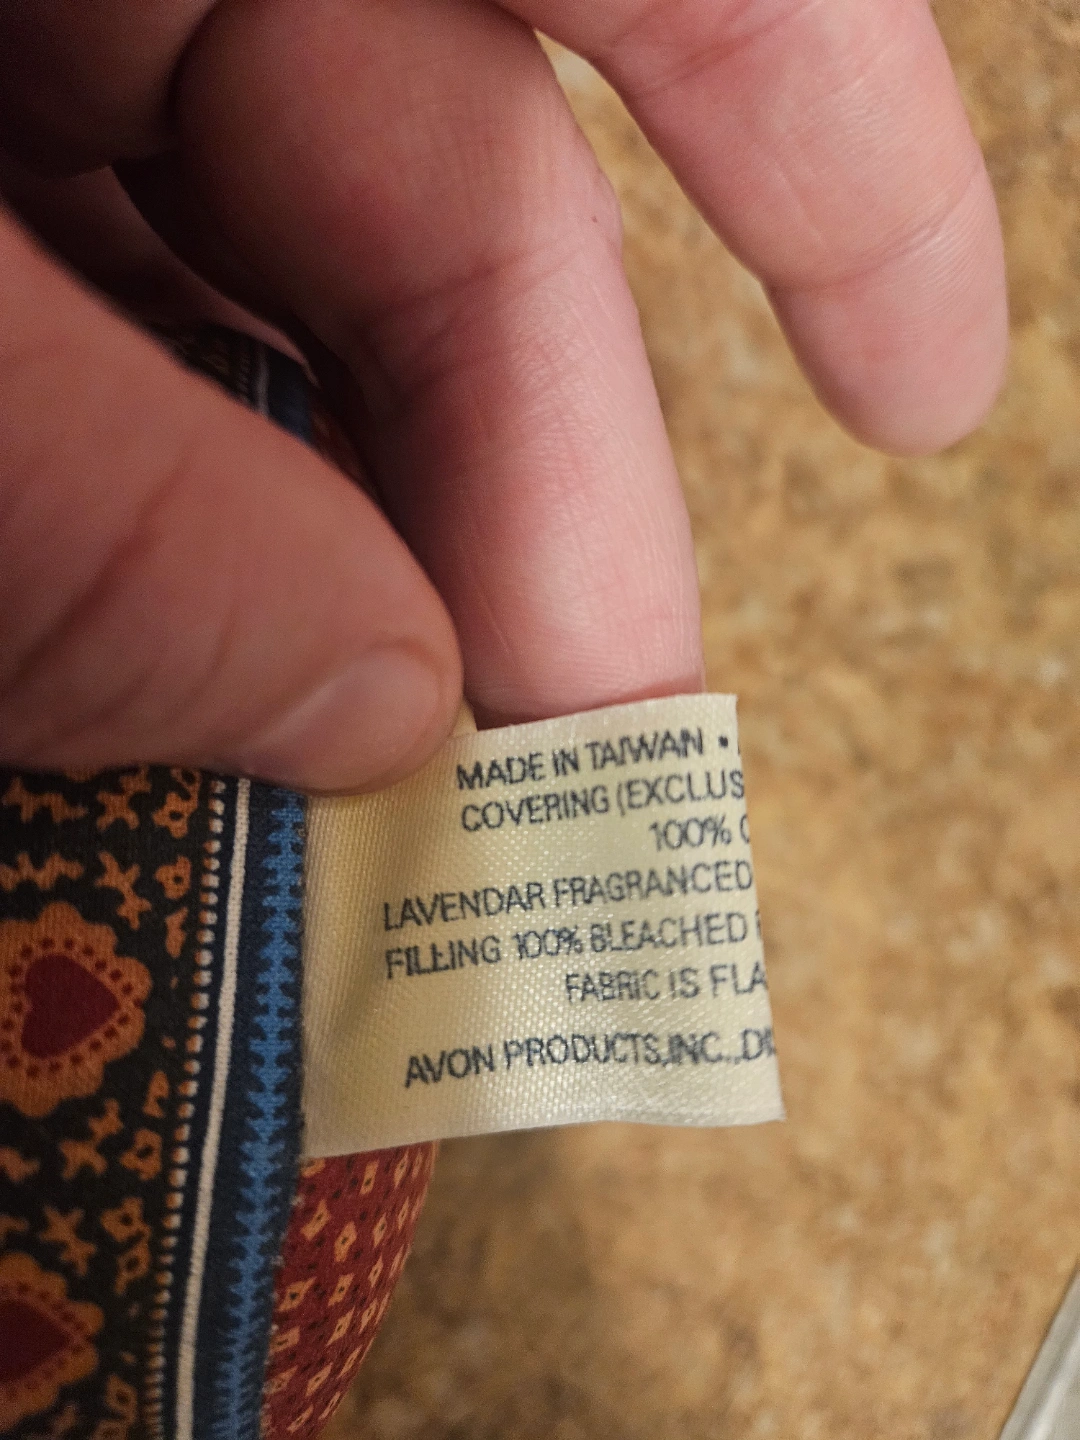 MADE IN TAIWAN •
COVERING (EXCLUS
100% C
LAVENDAR FRAGRANCED
FILLING 100% BLEACHED
FABRIC IS FLA
AVON PRODUCTS,INC.,